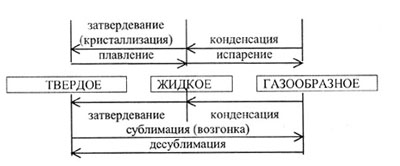 затвердевание
(кристаллизация) конденсация
плавление испарение
ТВЕРДОЕ ЖИДКОЕ ГАЗООБРАЗНОЕ
затвердевание конденсация
сублимация (возгонка)
десублимация